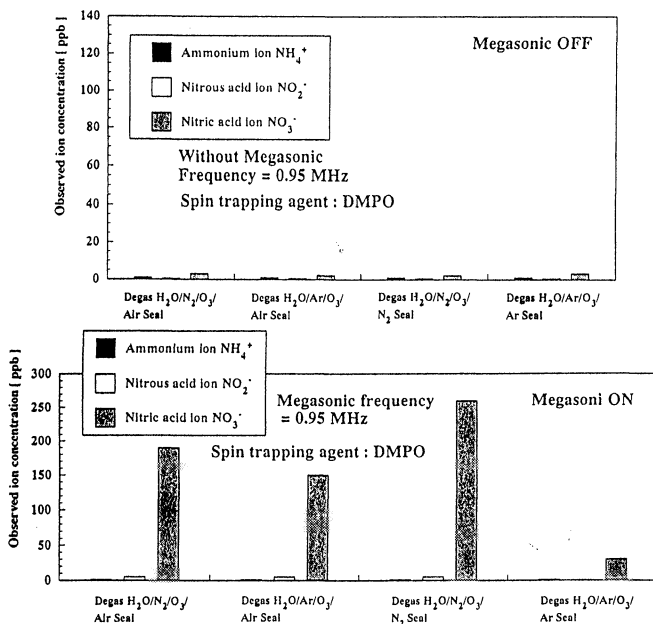 Observed ion concentration [ ppb ]
140
120
100
80
60
40
20
0
Ammonium ion NH4+
Nitrous acid ion NO2-
Nitric acid ion NO3-
Megasonic OFF
Without Megasonic
Frequency = 0.95 MHz
Spin trapping agent : DMPO
Degas H2O/N2/O3/ Degas H2O/Ar/O3/ Degas H2O/N2/O3/ Degas H2O/Ar/O3/
Air Seal Air Seal N2 Seal Ar Seal
Observed ion concentration [ ppb ]
300
250
200
150
100
50
0
Ammonium ion NH4+
Nitrous acid ion NO2-
Nitric acid ion NO3-
Megasonic frequency
= 0.95 MHz
Megasoni ON
Spin trapping agent : DMPO
Degas H2O/N2/O3/ Degas H2O/Ar/O3/ Degas H2O/N2/O3/ Degas H2O/Ar/O3/
Air Seal Air Seal N2 Seal Ar Seal